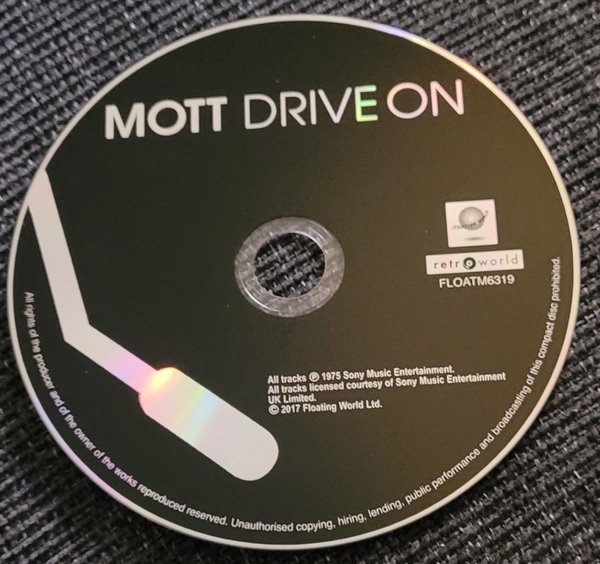 MOTT DRIVE ON
retroworld
FLOATM6319
All tracks ℗ 1975 Sony Music Entertainment.
All tracks licensed courtesy of Sony Music Entertainment
UK Limited.
© 2017 Floating World Ltd.
All rights of the producer and of the owner of the works reproduced reserved. Unauthorised copying, hiring, lending, public performance and broadcasting of this compact disc prohibited.